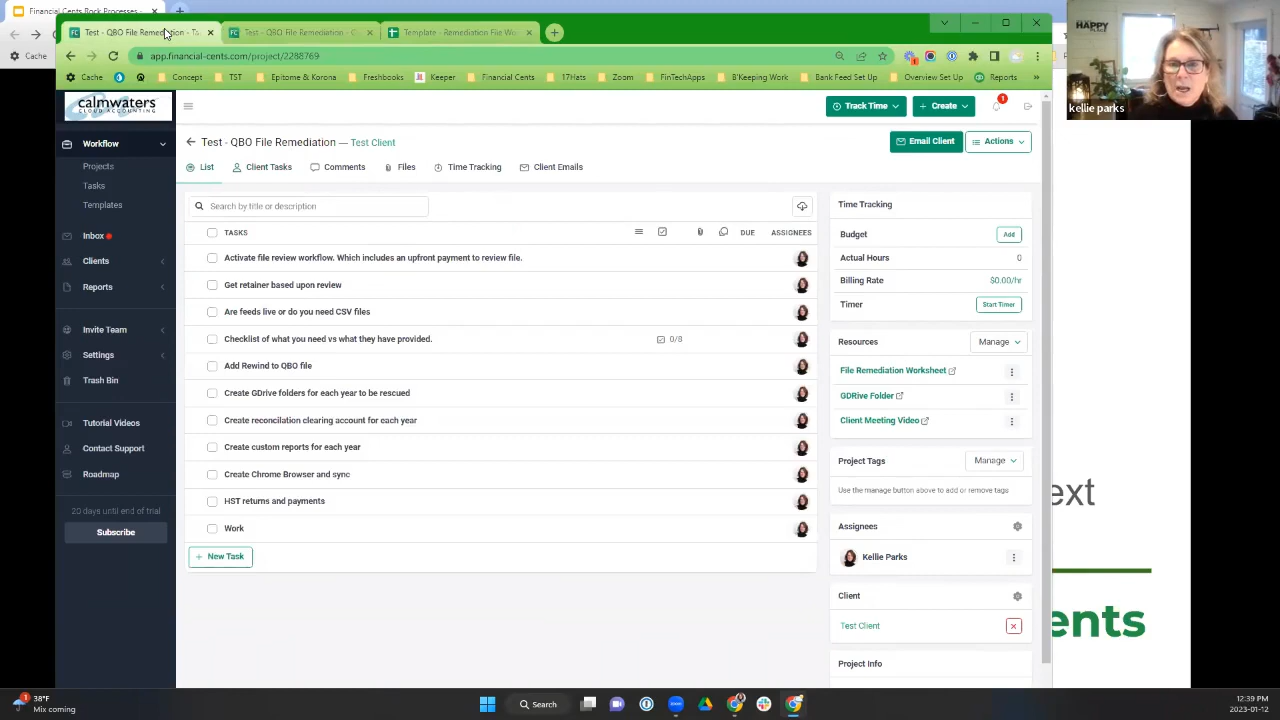 Financial Cents Rock
Test - QBO File Remediation - Ta
Test - QBO File Remediation - C
Template - Remediation File Wo
Cache
app.financial-cents.com/project/2288769
Cache
Canopy
TST
Epitome & Korona
Freshbooks
Keeper
Financial Cents
17Hats
Zoom
FinTechApps
B'Keeping Work
Bank Feed Set Up
Overview Set Up
Reports
HAPPY
kellie parks
calmwaters
CLOUD ACCOUNTING
Track Time
Create
1
Workflow
Projects
Tasks
Templates
Inbox
Clients
Reports
Invite Team
Settings
Trash Bin
Tutorial Videos
Contact Support
Roadmap
20 days until end of trial
Subscribe
Test - QBO File Remediation — Test Client
Email Client
Actions
List
Client Tasks
Comments
Files
Time Tracking
Client Emails
Search by title or description
TASKS
DUE
ASSIGNEES
Activate file review workflow. Which includes an upfront payment to review file.
Get retainer based upon review
Are feeds live or do you need CSV files
Checklist of what you need vs what they have provided.
0/8
Add Rewind to QBO file
Create GDrive folders for each year to be rescued
Create reconciliation clearing account for each year
Create custom reports for each year
Create Chrome Browser and sync
HST returns and payments
Work
New Task
Time Tracking
Budget
Add
Actual Hours
0
Billing Rate
$0.00/hr
Timer
Start Timer
Resources
Manage
File Remediation Worksheet
GDRive Folder
Client Meeting Video
Project Tags
Manage
Use the manage button above to add or remove tags
Assignees
Kellie Parks
Client
Test Client
Project Info
ext
ents
1
38°F
Mix coming
Search
12:39 PM
2023-01-12